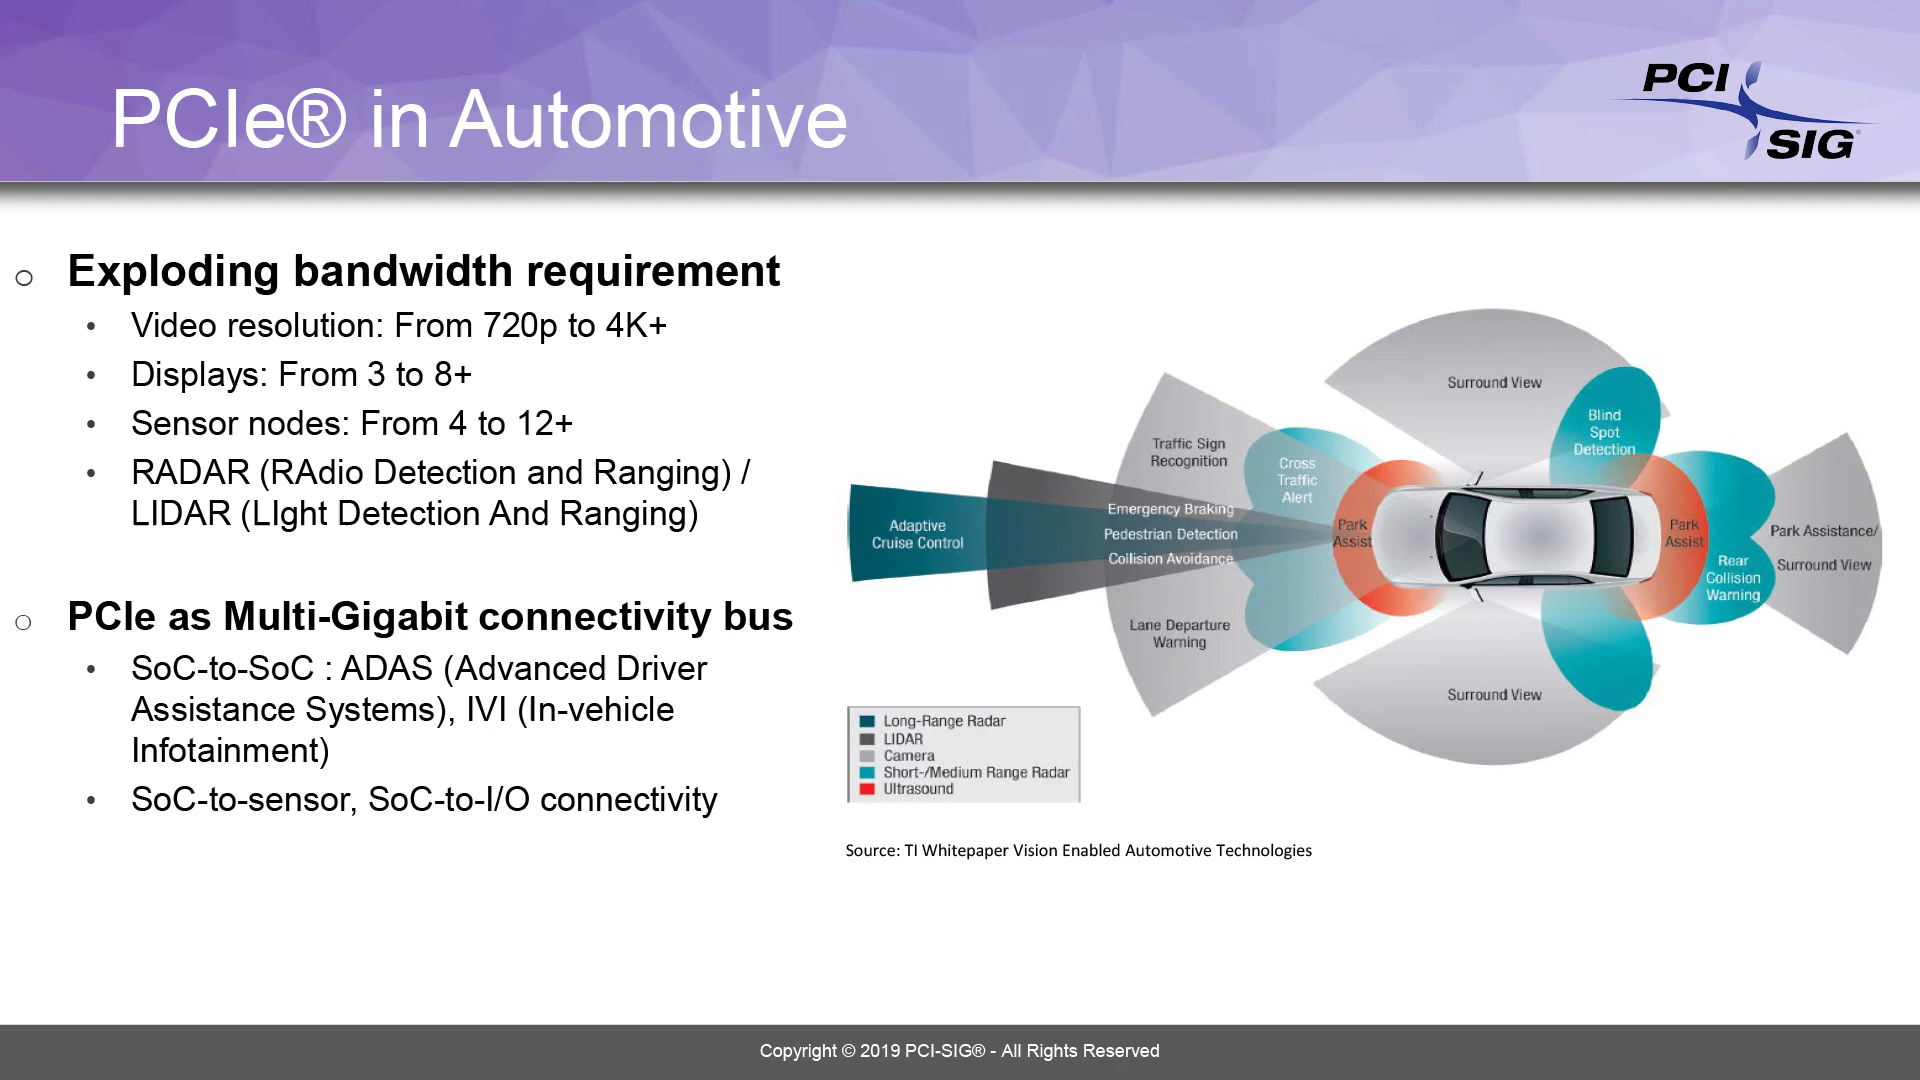 PCIe® in Automotive
PCI
SIG®
○ Exploding bandwidth requirement
• Video resolution: From 720p to 4K+
• Displays: From 3 to 8+
• Sensor nodes: From 4 to 12+
• RADAR (RAdio Detection and Ranging) /
LIDAR (LIght Detection And Ranging)
○ PCIe as Multi-Gigabit connectivity bus
• SoC-to-SoC : ADAS (Advanced Driver
Assistance Systems), IVI (In-vehicle
Infotainment)
• SoC-to-sensor, SoC-to-I/O connectivity
Adaptive
Cruise Control
Traffic Sign
Recognition
Emergency Braking
Pedestrian Detection
Collision Avoidance
Lane Departure
Warning
Cross
Traffic
Alert
Park
Assist
Surround View
Surround View
Blind
Spot
Detection
Park
Assist
Rear
Collision
Warning
Park Assistance/
Surround View
Long-Range Radar
LIDAR
Camera
Short-/Medium Range Radar
Ultrasound
Source: TI Whitepaper Vision Enabled Automotive Technologies
Copyright © 2019 PCI-SIG® - All Rights Reserved